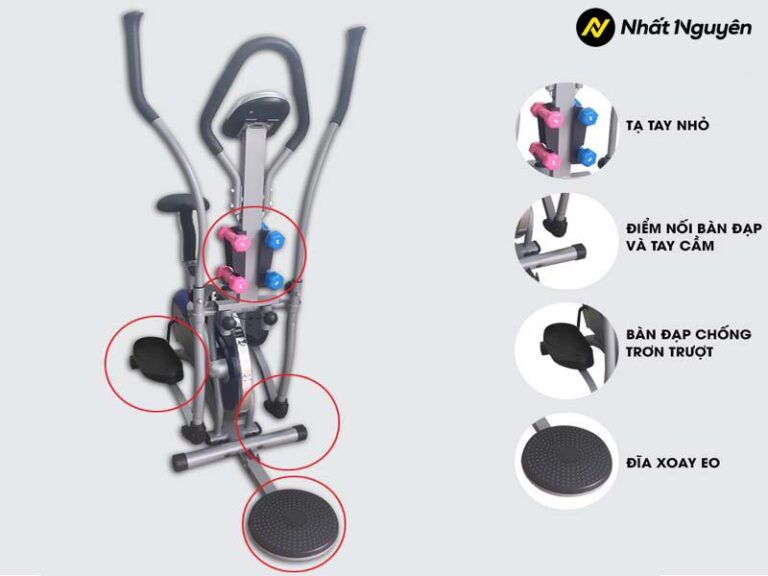 Nhất Nguyên
TẠ TAY NHỎ
ĐIỂM NỐI BÀN ĐẠP
VÀ TAY CẦM
BÀN ĐẠP CHỐNG
TRƠN TRƯỢT
ĐĨA XOAY EO